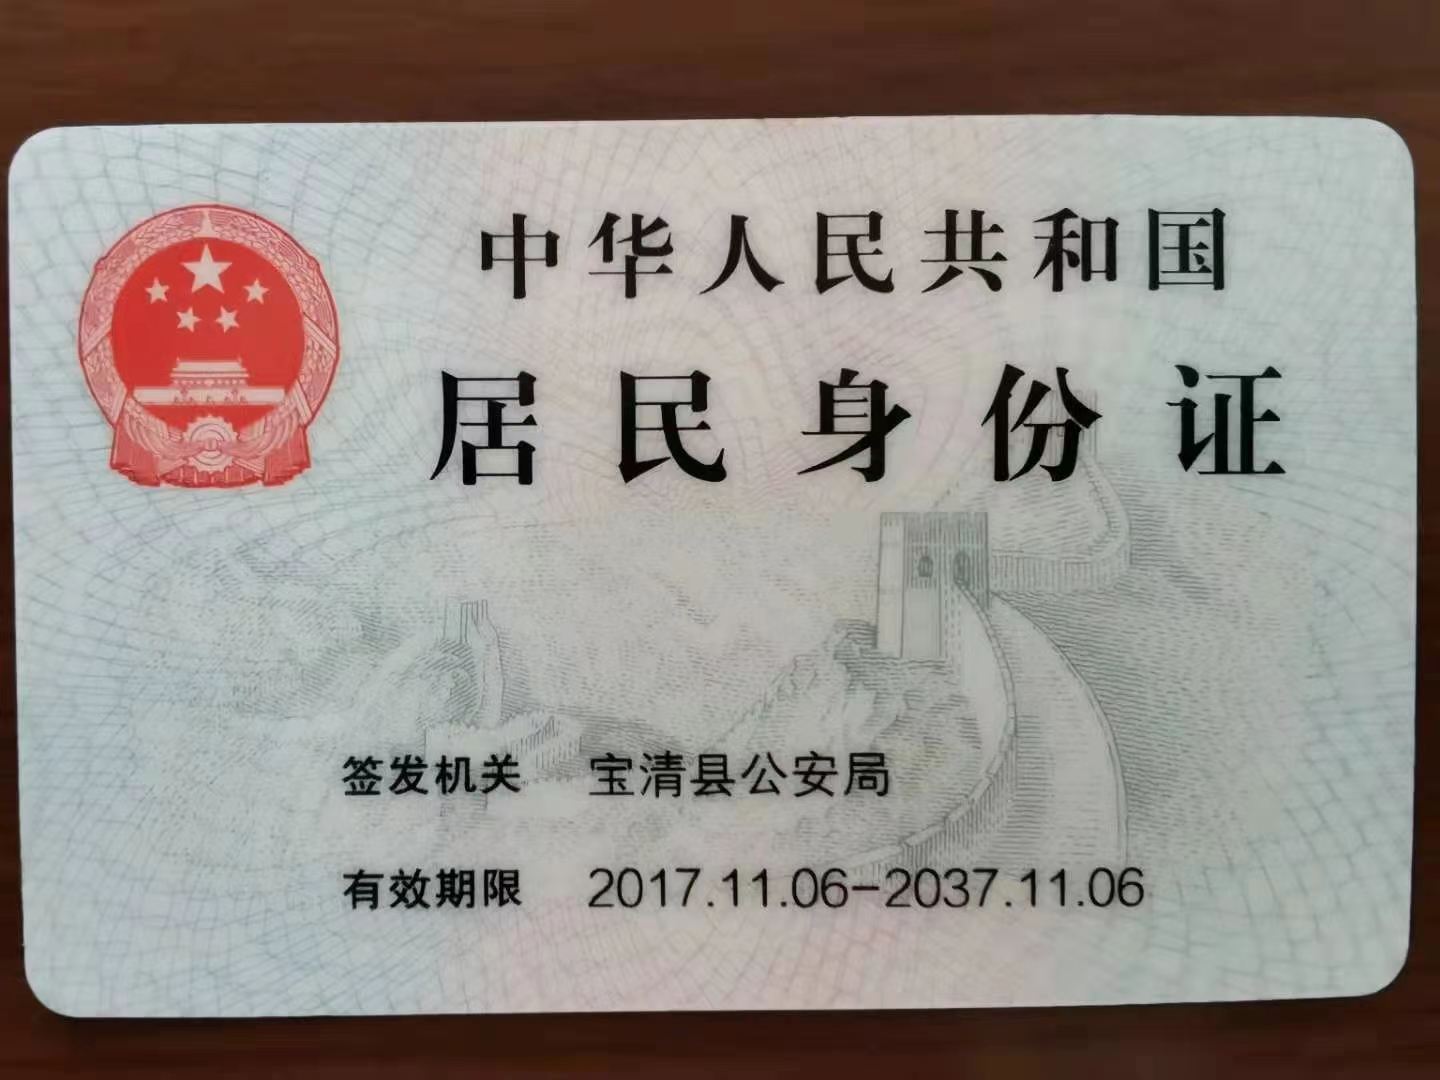 中华人民共和国
居民身份证
签发机关 宝清县公安局
有效期限 2017.11.06-2037.11.06